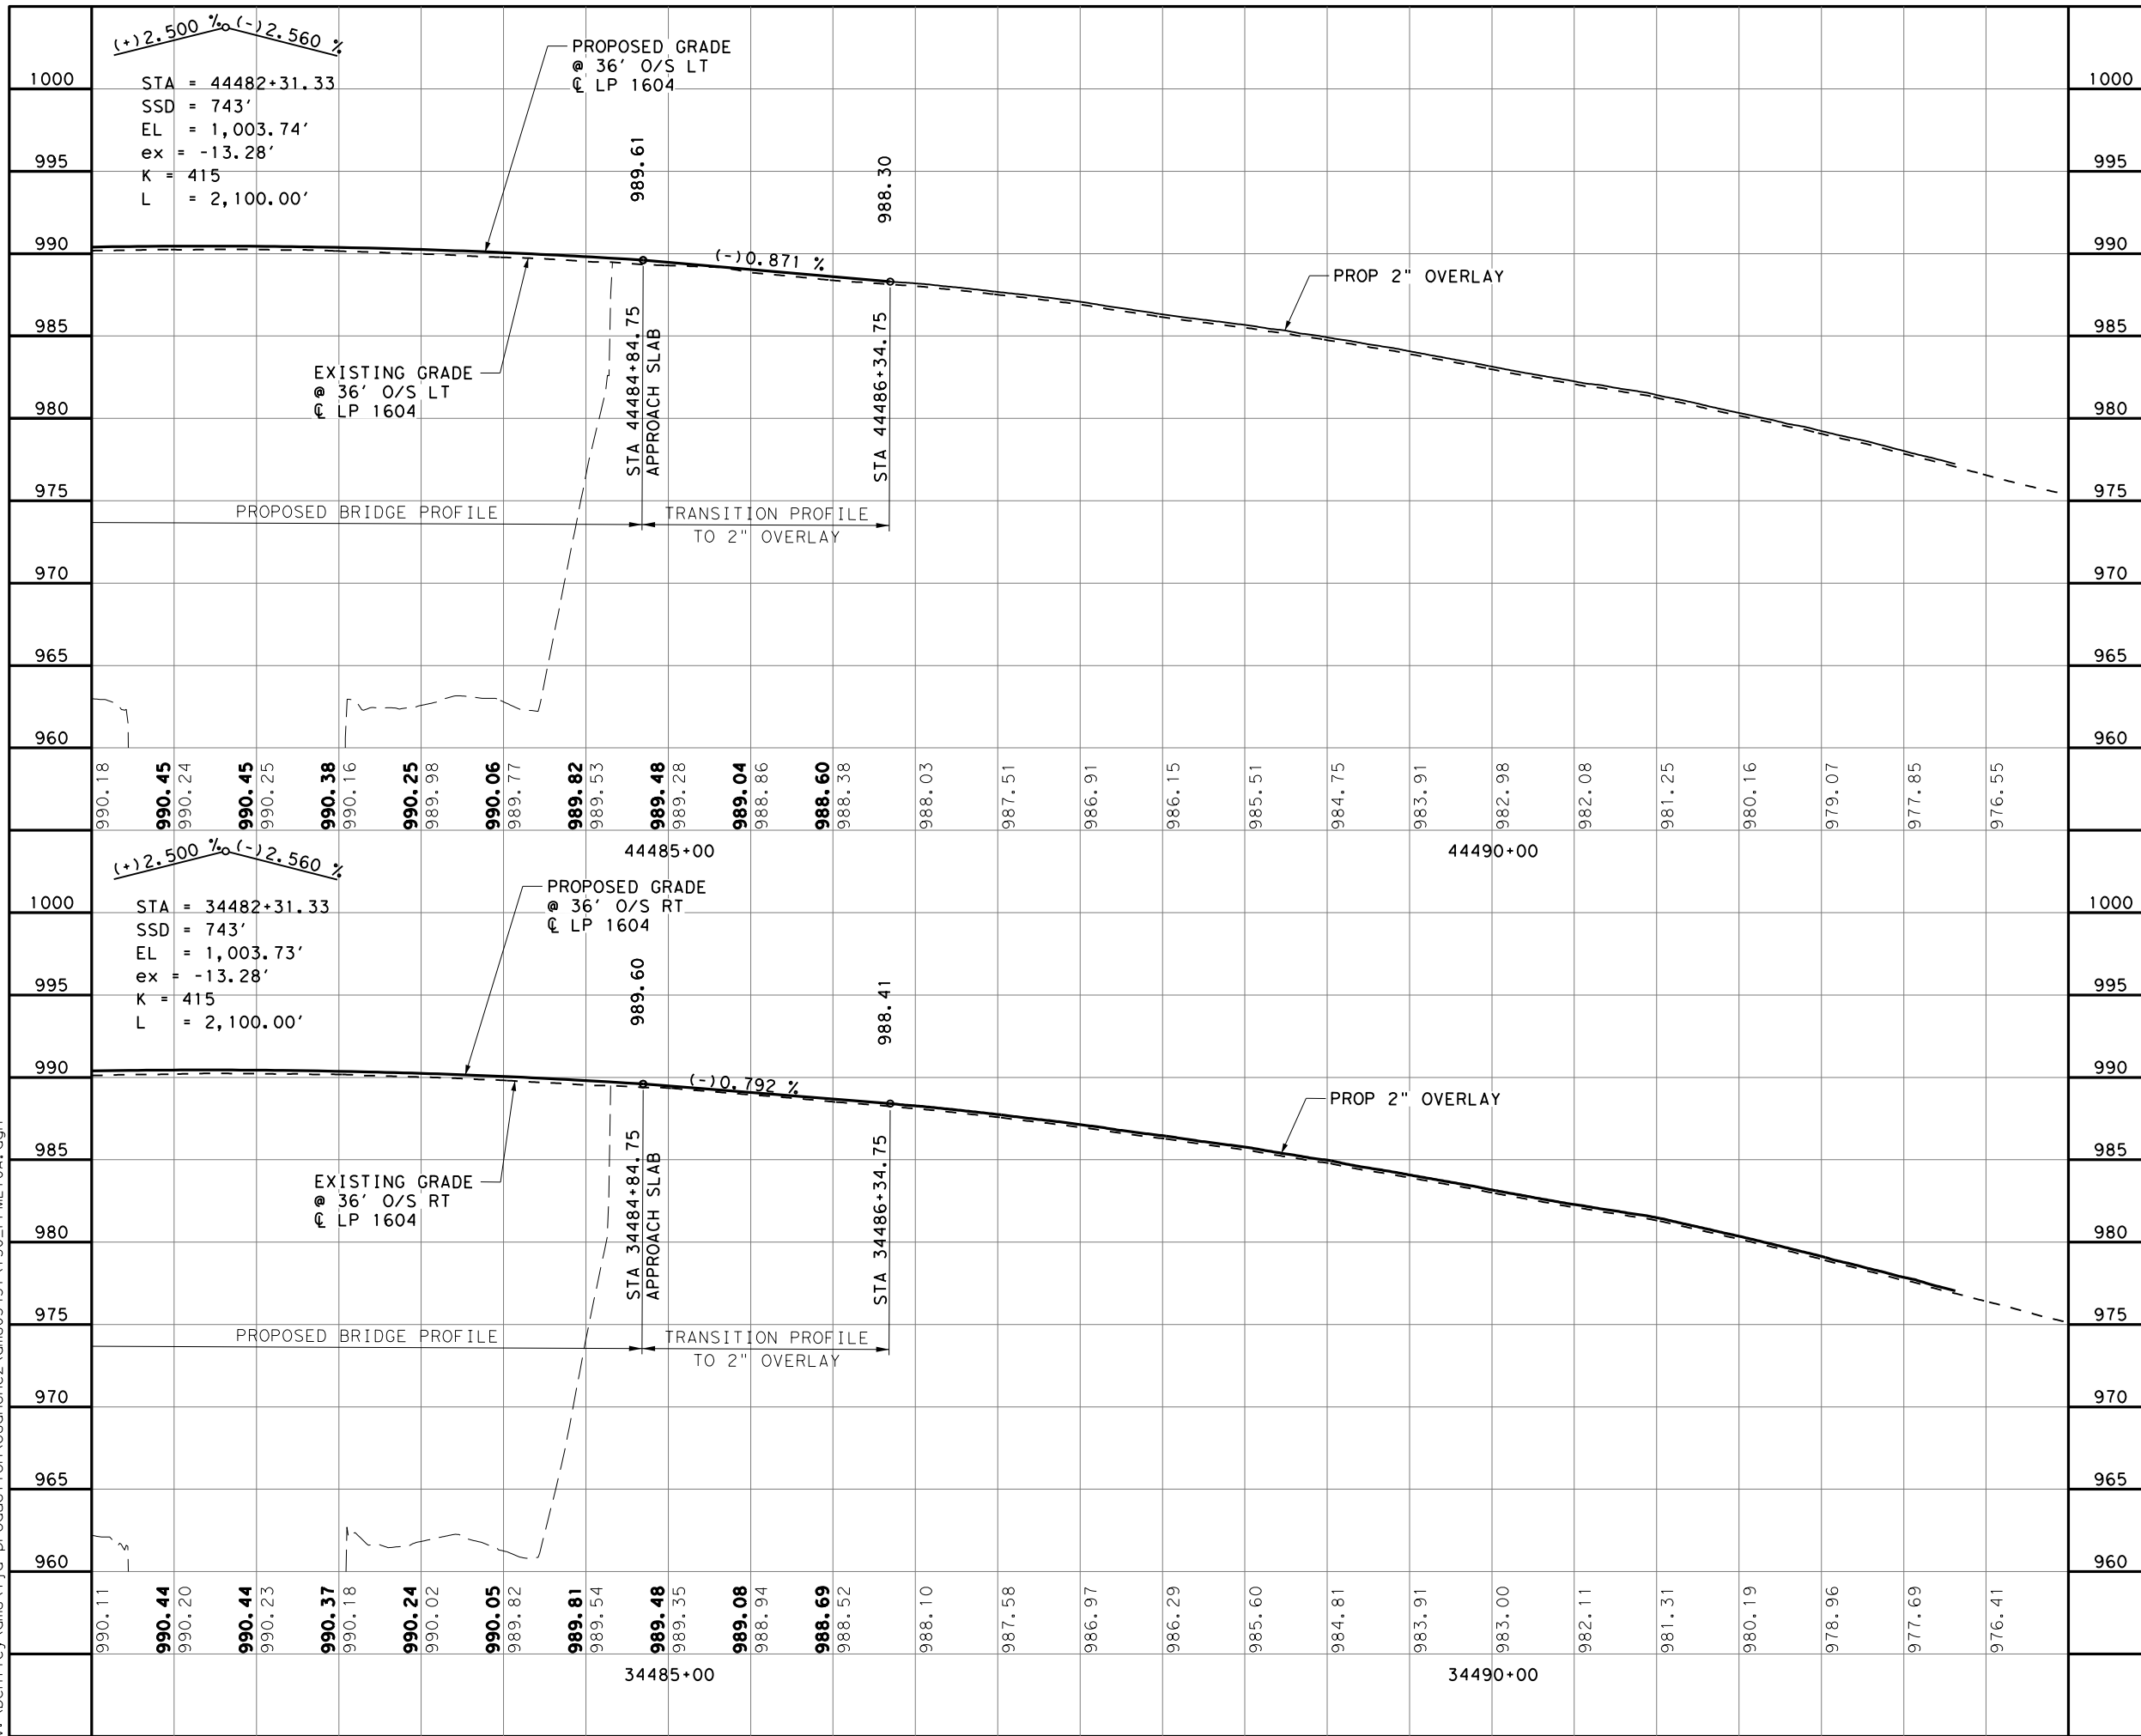 (+)2.500 % (-)2.560 %
STA = 44482+31.33
SSD = 743'
EL = 1,003.74'
ex = -13.28'
K = 415
L = 2,100.00'
PROPOSED GRADE
@ 36' O/S LT
℄ LP 1604
989.61
988.30
(-)0.871 %
PROP 2" OVERLAY
EXISTING GRADE
@ 36' O/S LT
℄ LP 1604
STA 44484+84.75
APPROACH SLAB
STA 44486+34.75
PROPOSED BRIDGE PROFILE
TRANSITION PROFILE
TO 2" OVERLAY
1000 1000
995 995
990 990
985 985
980 980
975 975
970 970
965 965
960 960
990.18 990.45 990.24 990.45 990.25 990.38 990.16 990.25 989.98 990.06 989.77 989.82 989.53 989.48 989.28 989.04 988.86 988.60 988.38 988.03 987.51 986.91 986.15 985.51 984.75 983.91 982.98 982.08 981.25 980.16 979.07 977.85 976.55
44485+00 44490+00
(+)2.500 % (-)2.560 %
STA = 34482+31.33
SSD = 743'
EL = 1,003.73'
ex = -13.28'
K = 415
L = 2,100.00'
PROPOSED GRADE
@ 36' O/S RT
℄ LP 1604
989.60
988.41
(-)0.792 %
PROP 2" OVERLAY
EXISTING GRADE
@ 36' O/S RT
℄ LP 1604
STA 34484+84.75
APPROACH SLAB
STA 34486+34.75
PROPOSED BRIDGE PROFILE
TRANSITION PROFILE
TO 2" OVERLAY
1000 1000
995 995
990 990
985 985
980 980
975 975
970 970
965 965
960 960
990.11 990.44 990.20 990.44 990.23 990.37 990.18 990.24 990.02 990.05 989.82 989.81 989.54 989.48 989.35 989.08 988.94 988.69 988.52 988.10 987.58 986.97 986.29 985.60 984.81 983.91 983.00 982.11 981.31 980.19 978.96 977.69 976.41
34485+00 34490+00